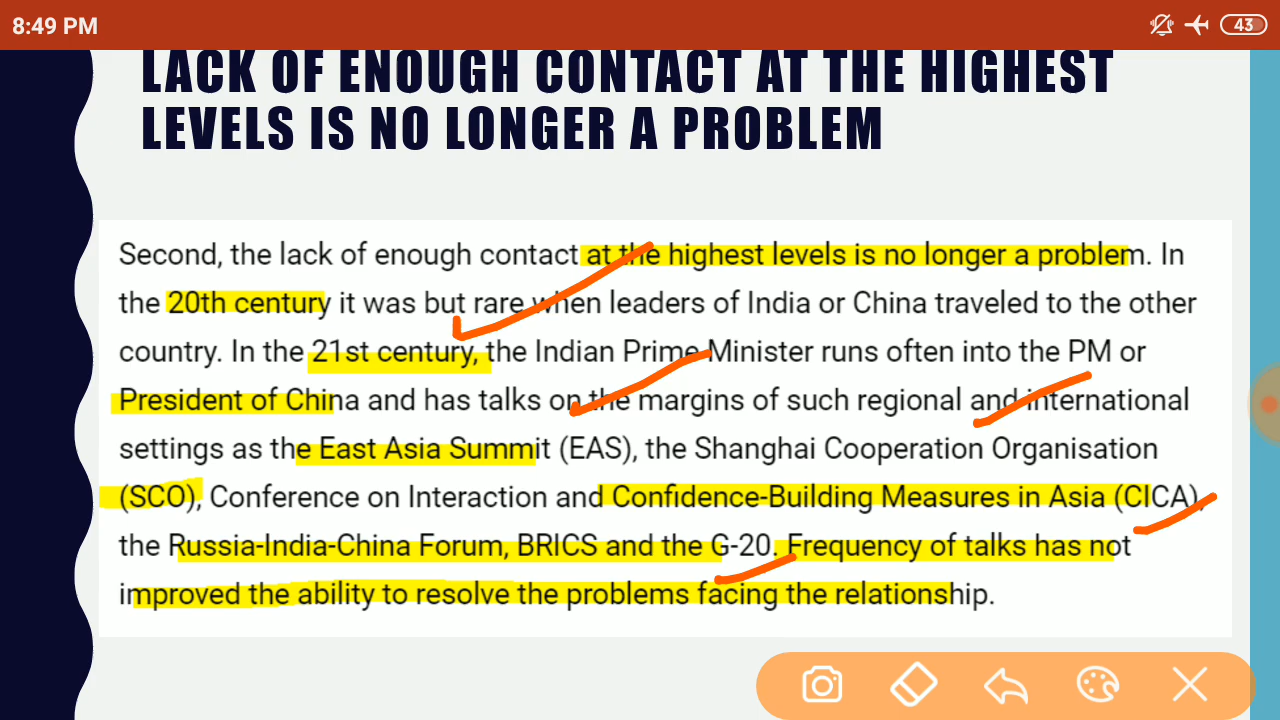 8:49 PM
43
LACK OF ENOUGH CONTACT AT THE HIGHEST
LEVELS IS NO LONGER A PROBLEM
Second, the lack of enough contact at the highest levels is no longer a problem. In
the 20th century it was but rare when leaders of India or China traveled to the other
country. In the 21st century, the Indian Prime Minister runs often into the PM or
President of China and has talks on the margins of such regional and international
settings as the East Asia Summit (EAS), the Shanghai Cooperation Organisation
(SCO), Conference on Interaction and Confidence-Building Measures in Asia (CICA),
the Russia-India-China Forum, BRICS and the G-20. Frequency of talks has not
improved the ability to resolve the problems facing the relationship.